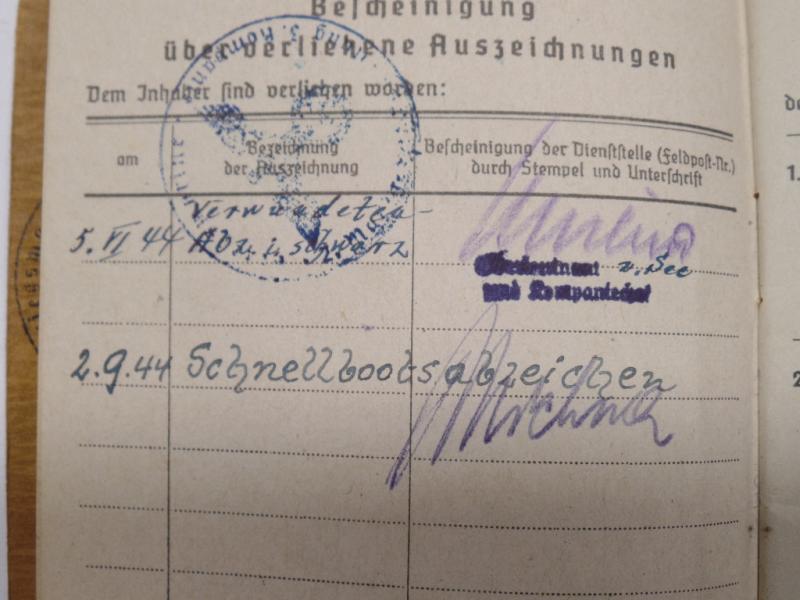 Bescheinigung
über verliehene Auszeichnungen
Dem Inhaber sind verliehen worden:
am
Bezeichnung
der Auszeichnung
Bescheinigung der Dienststelle (Feldpost-Nr.)
durch Stempel und Unterschrift
Verwundeten-
5. VI 44 Abz. i. schwarz
Oberleutnant z. See
und Kompaniechef
2.9.44 Schnellbootsabzeichen
1.